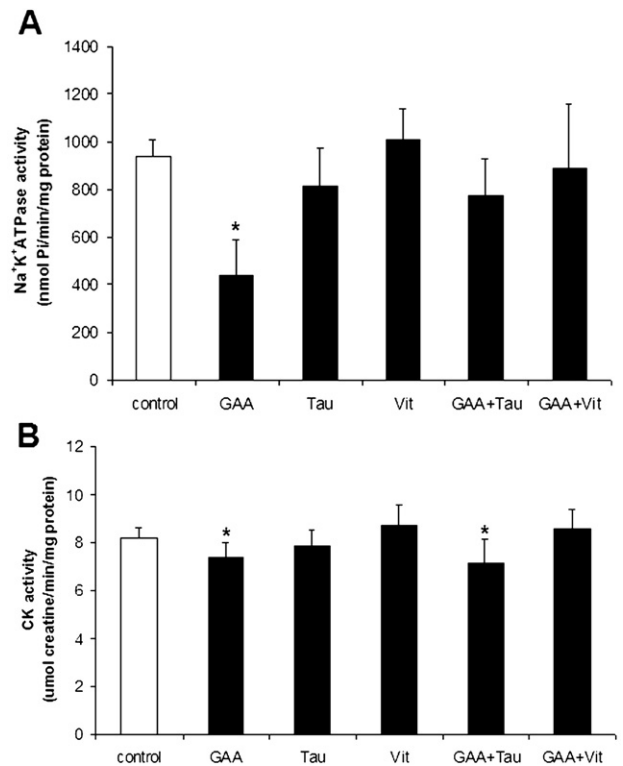 A
Na⁺K⁺ATPase activity
(nmol Pi/min/mg protein)
1400
1200
1000
800
600
400
200
0
*
control GAA Tau Vit GAA+Tau GAA+Vit
B
CK activity
(umol creatine/min/mg protein)
12
10
8
6
4
2
0
* *
control GAA Tau Vit GAA+Tau GAA+Vit